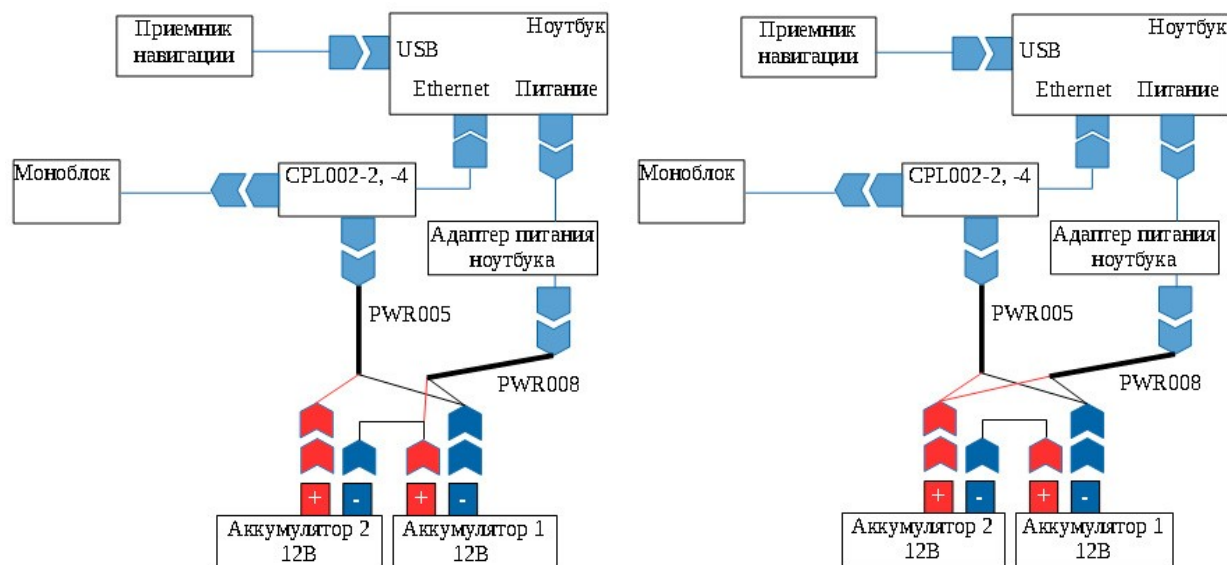 Приемник
навигации
Ноутбук
USB
Ethernet Питание
Моноблок
CPL002-2, -4
Адаптер питания
ноутбука
PWR005
PWR008
+ - + -
Аккумулятор 2
12В
Аккумулятор 1
12В
Приемник
навигации
Ноутбук
USB
Ethernet Питание
Моноблок
CPL002-2, -4
Адаптер питания
ноутбука
PWR005
PWR008
+ - + -
Аккумулятор 2
12В
Аккумулятор 1
12В